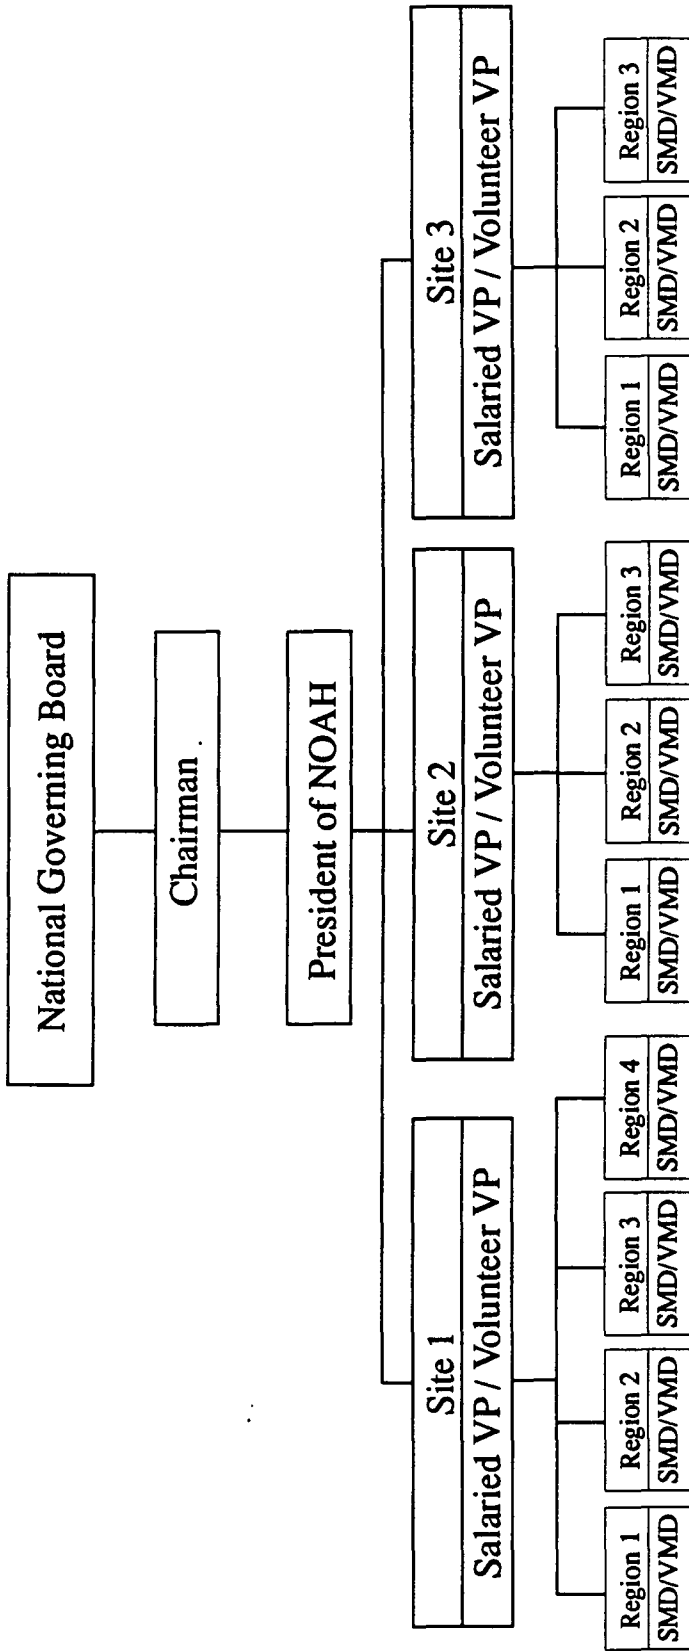 National Governing Board
Chairman
President of NOAH
Site 1
Salaried VP / Volunteer VP
Site 2
Salaried VP / Volunteer VP
Site 3
Salaried VP / Volunteer VP
Region 1
SMD/VMD
Region 2
SMD/VMD
Region 3
SMD/VMD
Region 4
SMD/VMD
Region 1
SMD/VMD
Region 2
SMD/VMD
Region 3
SMD/VMD
Region 1
SMD/VMD
Region 2
SMD/VMD
Region 3
SMD/VMD